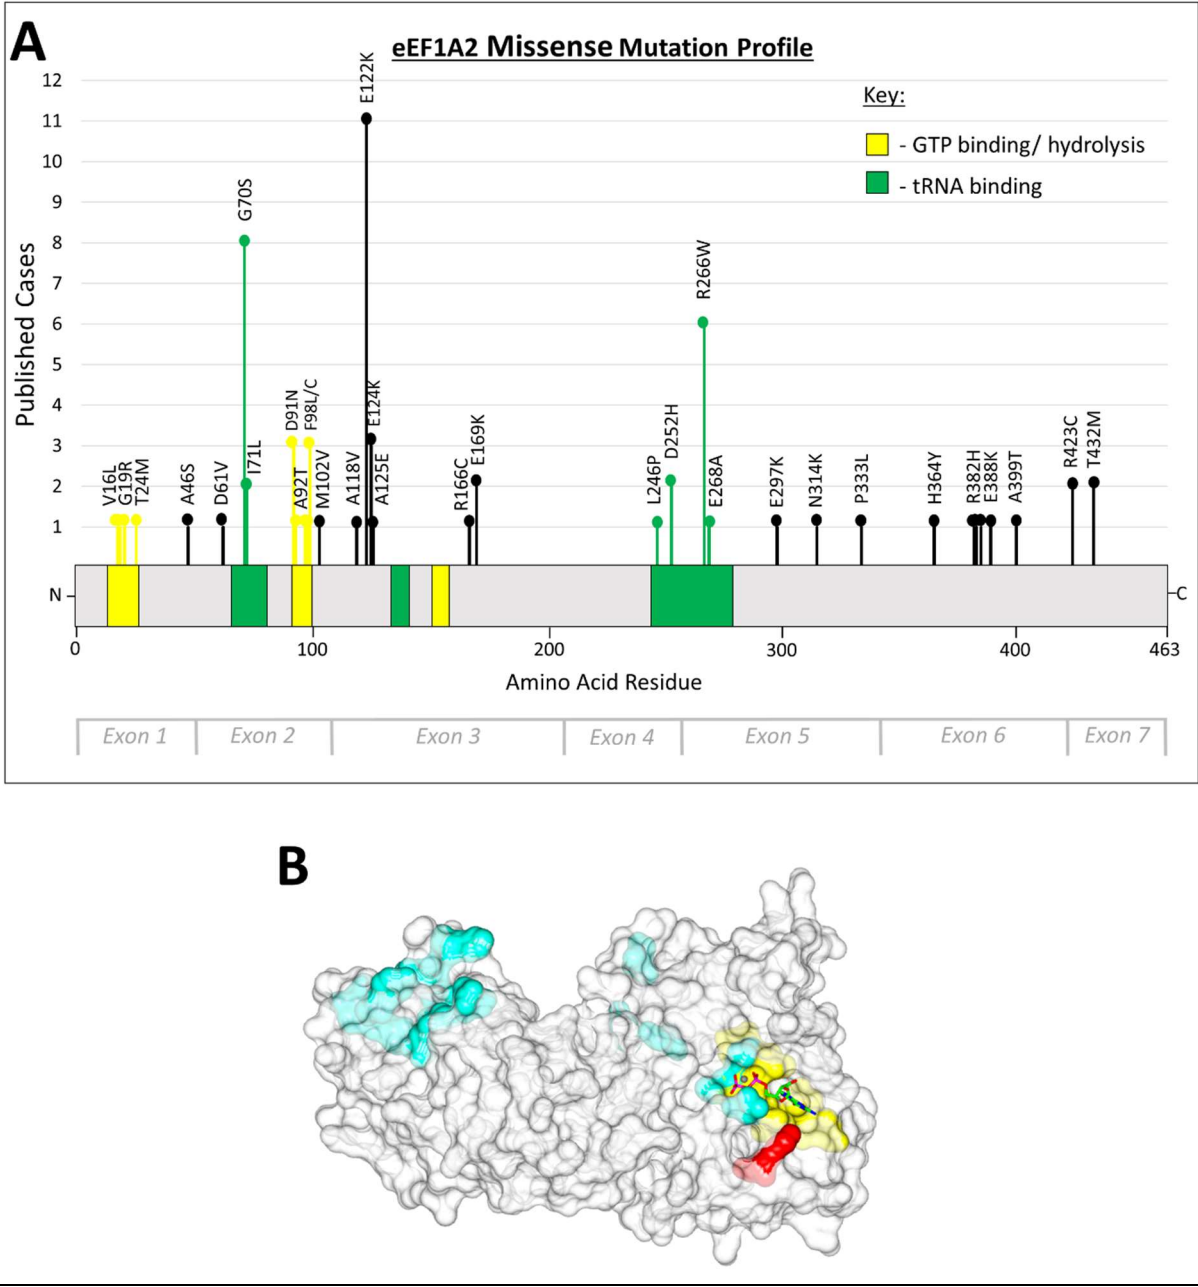 A
eEF1A2 Missense Mutation Profile
Published Cases
12
11
10
9
8
7
6
5
4
3
2
1
Key:
- GTP binding/ hydrolysis
- tRNA binding
V16L
G19R
T24M
A46S
D61V
G70S
I71L
D91N
A92T
F98L/C
M102V
A118V
E122K
E124K
A125E
R166C
E169K
L246P
D252H
R266W
E268A
E297K
N314K
P333L
H364Y
R382H
E388K
A399T
R423C
T432M
N
C
0 100 200 300 400 463
Amino Acid Residue
Exon 1 Exon 2 Exon 3 Exon 4 Exon 5 Exon 6 Exon 7
B